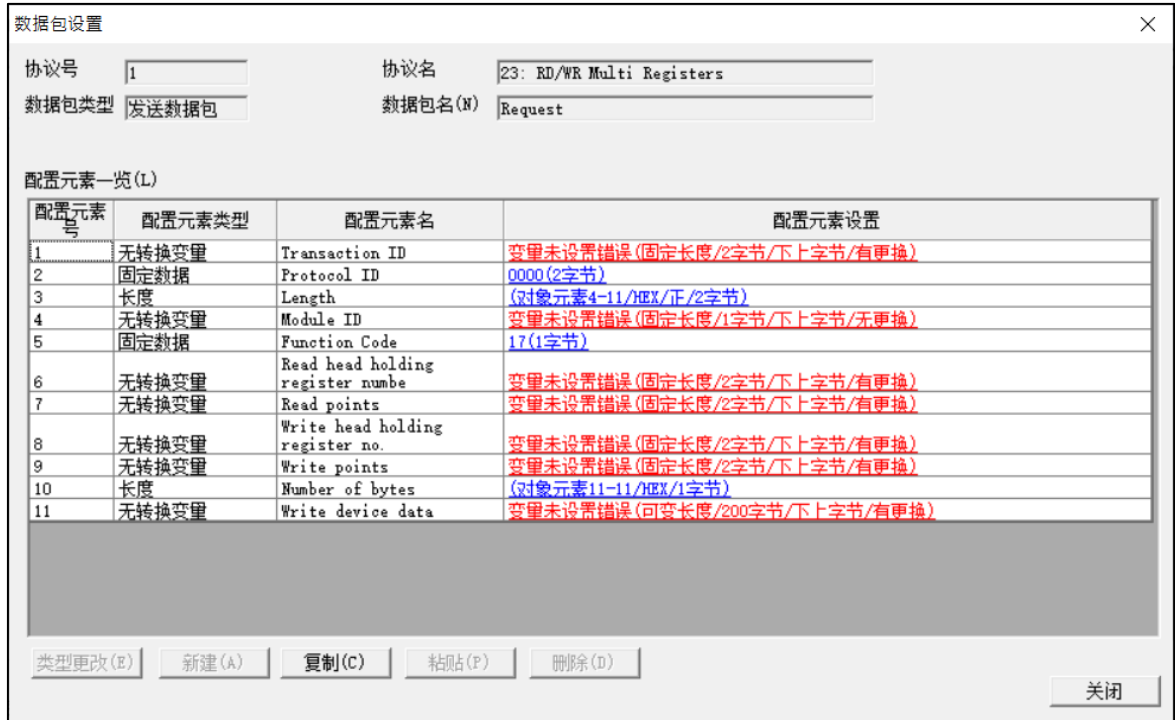 数据包设置
协议号 1 协议名 23: RD/WR Multi Registers
数据包类型 发送数据包 数据包名(N) Request
配置元素一览(L)
配置元素号 配置元素类型 配置元素名 配置元素设置
1 无转换变量 Transaction ID 变量未设置错误(固定长度/2字节/下上字节/有更换)
2 固定数据 Protocol ID 0000(2字节)
3 长度 Length (对象元素4-11/HEX/正/2字节)
4 无转换变量 Module ID 变量未设置错误(固定长度/1字节/下上字节/无更换)
5 固定数据 Function Code 17(1字节)
6 无转换变量 Read head holding register numbe 变量未设置错误(固定长度/2字节/下上字节/有更换)
7 无转换变量 Read points 变量未设置错误(固定长度/2字节/下上字节/有更换)
8 无转换变量 Write head holding register no. 变量未设置错误(固定长度/2字节/下上字节/有更换)
9 无转换变量 Write points 变量未设置错误(固定长度/2字节/下上字节/有更换)
10 长度 Number of bytes (对象元素11-11/HEX/1字节)
11 无转换变量 Write device data 变量未设置错误(可变长度/200字节/下上字节/有更换)
类型更改(E) 新建(A) 复制(C) 粘贴(P) 删除(D)
关闭